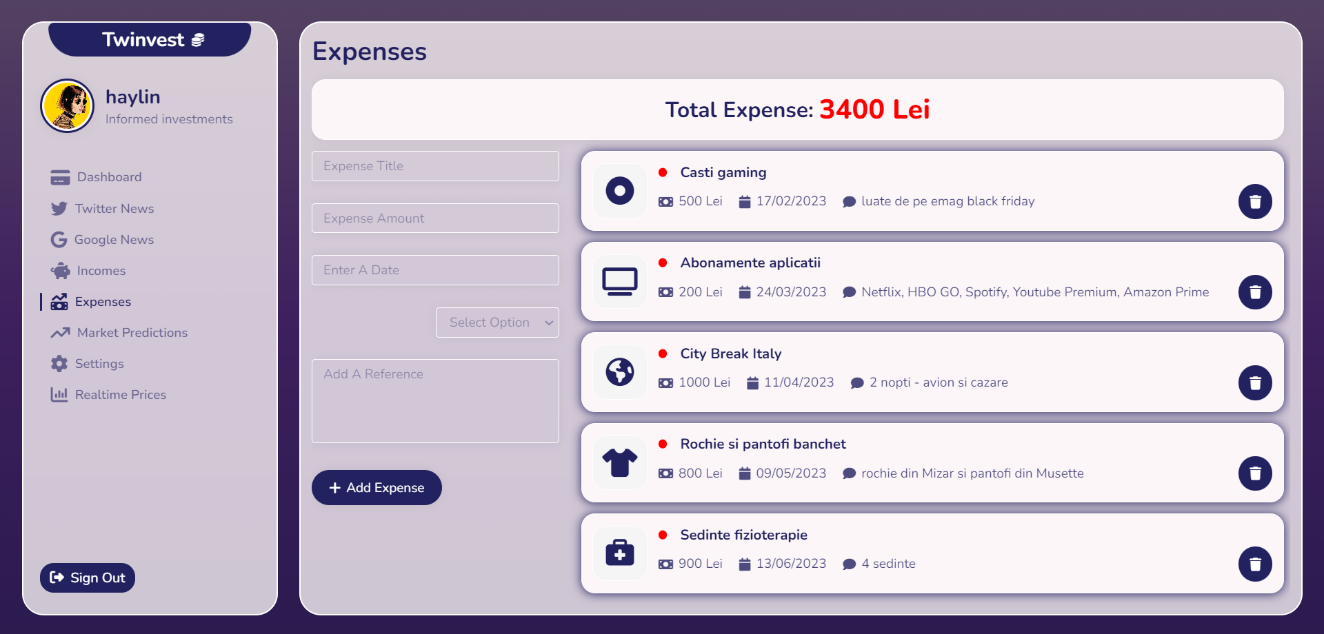 Twinvest
haylin
Informed investments
Dashboard
Twitter News
Google News
Incomes
Expenses
Market Predictions
Settings
Realtime Prices
Sign Out
Expenses
Total Expense: 3400 Lei
Expense Title
Expense Amount
Enter A Date
Select Option
Add A Reference
+ Add Expense
Casti gaming
500 Lei 17/02/2023 luate de pe emag black friday
Abonamente aplicatii
200 Lei 24/03/2023 Netflix, HBO GO, Spotify, Youtube Premium, Amazon Prime
City Break Italy
1000 Lei 11/04/2023 2 nopti - avion si cazare
Rochie si pantofi banchet
800 Lei 09/05/2023 rochie din Mizar si pantofi din Musette
Sedinte fizioterapie
900 Lei 13/06/2023 4 sedinte